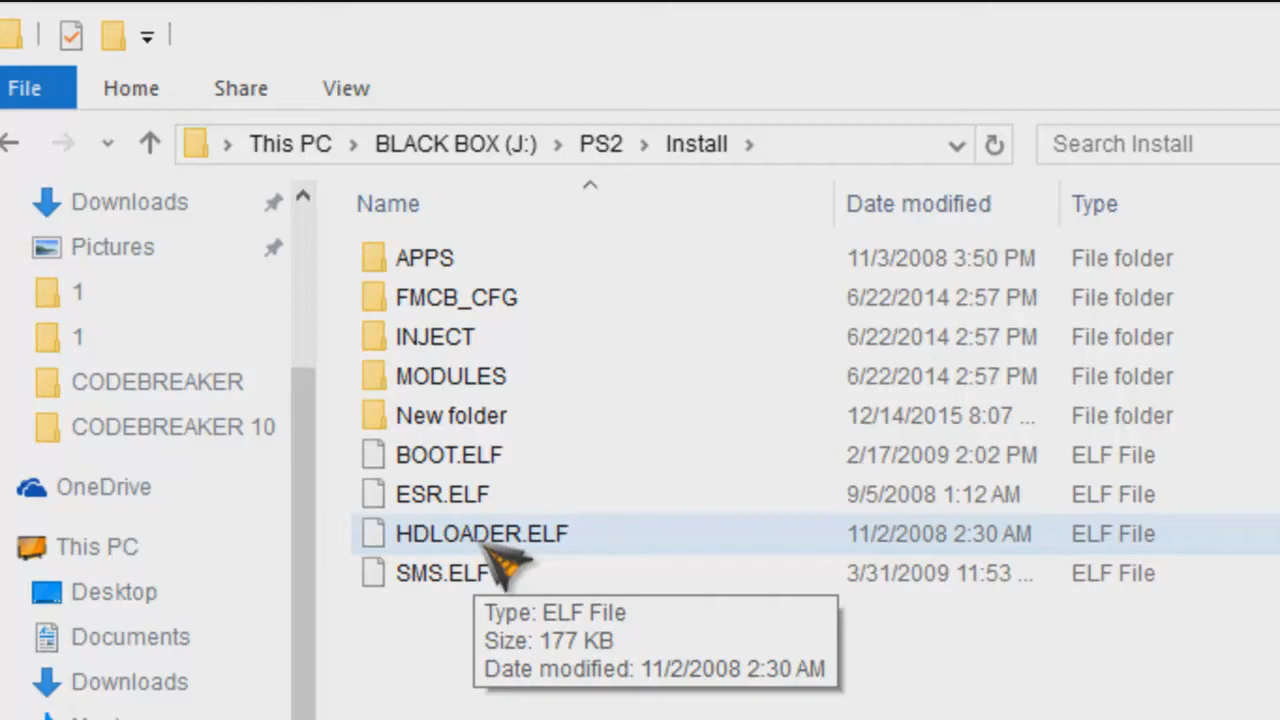 File Home Share View
This PC BLACK BOX (J:) PS2 Install Search Install
Downloads
Pictures
1
1
CODEBREAKER
CODEBREAKER 10
OneDrive
This PC
Desktop
Documents
Downloads
Name Date modified Type
APPS 11/3/2008 3:50 PM File folder
FMCB_CFG 6/22/2014 2:57 PM File folder
INJECT 6/22/2014 2:57 PM File folder
MODULES 6/22/2014 2:57 PM File folder
New folder 12/14/2015 8:07 ... File folder
BOOT.ELF 2/17/2009 2:02 PM ELF File
ESR.ELF 9/5/2008 1:12 AM ELF File
HDLOADER.ELF 11/2/2008 2:30 AM ELF File
SMS.ELF 3/31/2009 11:53 ... ELF File
Type: ELF File
Size: 177 KB
Date modified: 11/2/2008 2:30 AM